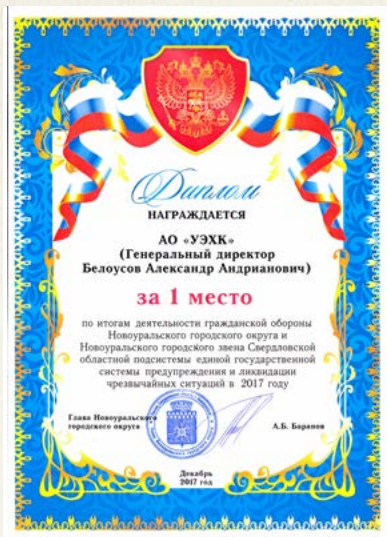 Диплом
НАГРАЖДАЕТСЯ
АО «УЭХК»
(Генеральный директор
Белоусов Александр Андрианович)
за 1 место
по итогам деятельности гражданской обороны
Новоуральского городского округа и
Новоуральского городского звена Свердловской
областной подсистемы единой государственной
системы предупреждения и ликвидации
чрезвычайных ситуаций в 2017 году
Глава Новоуральского
городского округа
А.Б. Баранов
Декабрь
2017 год